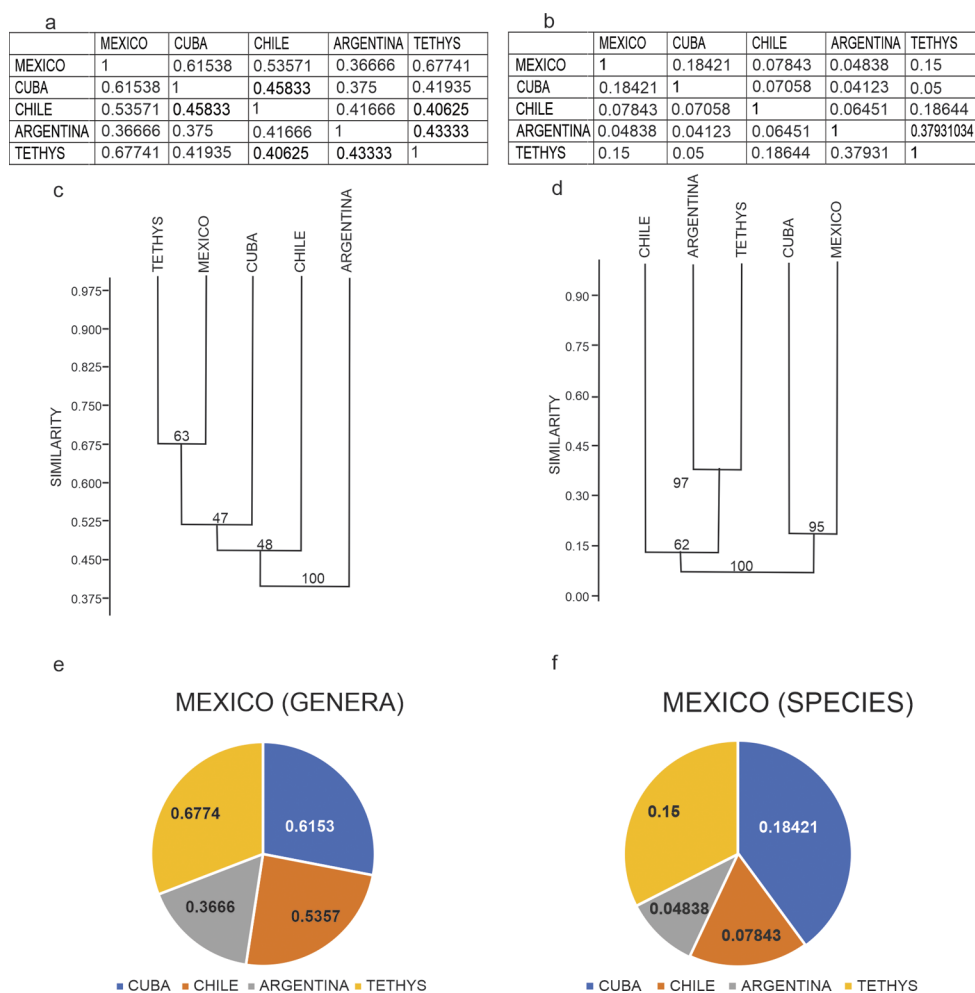 a
MEXICO CUBA CHILE ARGENTINA TETHYS
MEXICO 1 0.61538 0.53571 0.36666 0.67741
CUBA 0.61538 1 0.45833 0.375 0.41935
CHILE 0.53571 0.45833 1 0.41666 0.40625
ARGENTINA 0.36666 0.375 0.41666 1 0.43333
TETHYS 0.67741 0.41935 0.40625 0.43333 1
b
MEXICO CUBA CHILE ARGENTINA TETHYS
MEXICO 1 0.18421 0.07843 0.04838 0.15
CUBA 0.18421 1 0.07058 0.04123 0.05
CHILE 0.07843 0.07058 1 0.06451 0.18644
ARGENTINA 0.04838 0.04123 0.06451 1 0.37931034
TETHYS 0.15 0.05 0.18644 0.37931 1
c
TETHYS
MEXICO
CUBA
CHILE
ARGENTINA
SIMILARITY
0.975
0.900
0.825
0.750
0.675
0.600
0.525
0.450
0.375
63
47
48
100
d
CHILE
ARGENTINA
TETHYS
CUBA
MEXICO
SIMILARITY
0.90
0.75
0.60
0.45
0.30
0.15
0.00
97
95
62
100
e
MEXICO (GENERA)
0.6774
0.6153
0.3666
0.5357
CUBA CHILE ARGENTINA TETHYS
f
MEXICO (SPECIES)
0.15
0.18421
0.04838
0.07843
CUBA CHILE ARGENTINA TETHYS